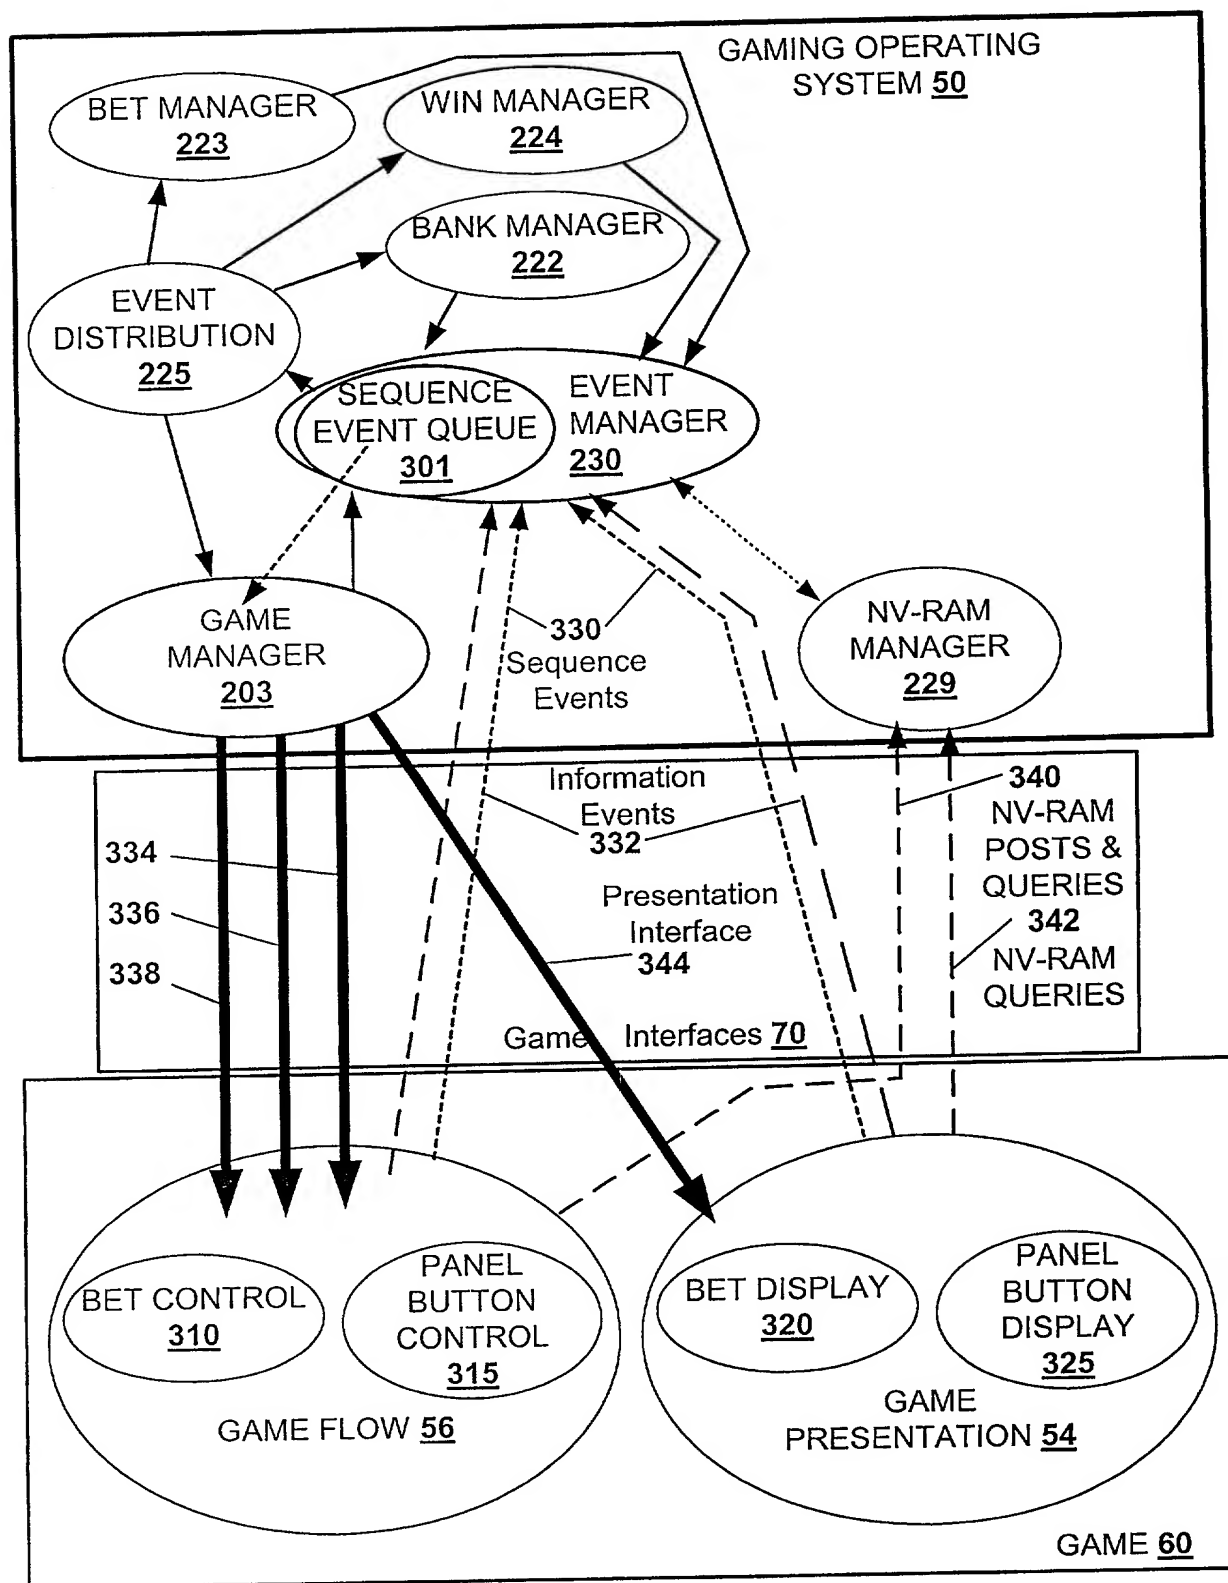 GAMING OPERATING
SYSTEM 50
BET MANAGER
223
WIN MANAGER
224
BANK MANAGER
222
EVENT
DISTRIBUTION
225
SEQUENCE
EVENT QUEUE
301
EVENT
MANAGER
230
GAME
MANAGER
203
330
Sequence
Events
NV-RAM
MANAGER
229
Information
Events
332
340
NV-RAM
POSTS &
QUERIES
342
NV-RAM
QUERIES
334
336
338
Presentation
Interface
344
Game Interfaces 70
BET CONTROL
310
PANEL
BUTTON
CONTROL
315
GAME FLOW 56
BET DISPLAY
320
PANEL
BUTTON
DISPLAY
325
GAME
PRESENTATION 54
GAME 60